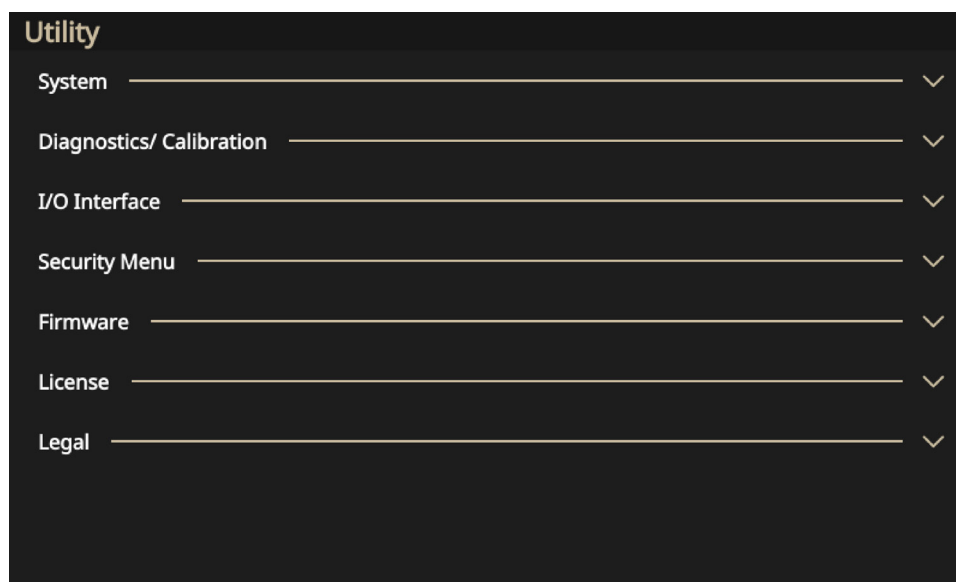 Utility
System
Diagnostics/ Calibration
I/O Interface
Security Menu
Firmware
License
Legal